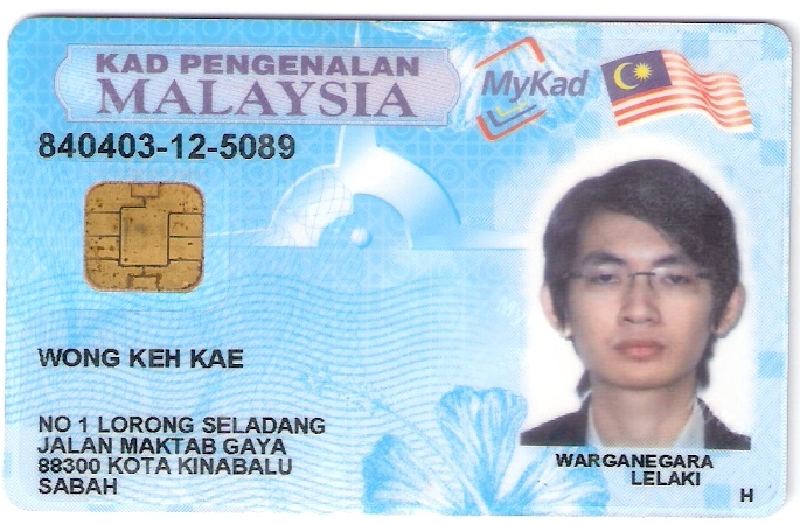 KAD PENGENALAN
MALAYSIA
MyKad
840403-12-5089
WONG KEH KAE
NO 1 LORONG SELADANG
JALAN MAKTAB GAYA
88300 KOTA KINABALU
SABAH
WARGANEGARA
LELAKI
H